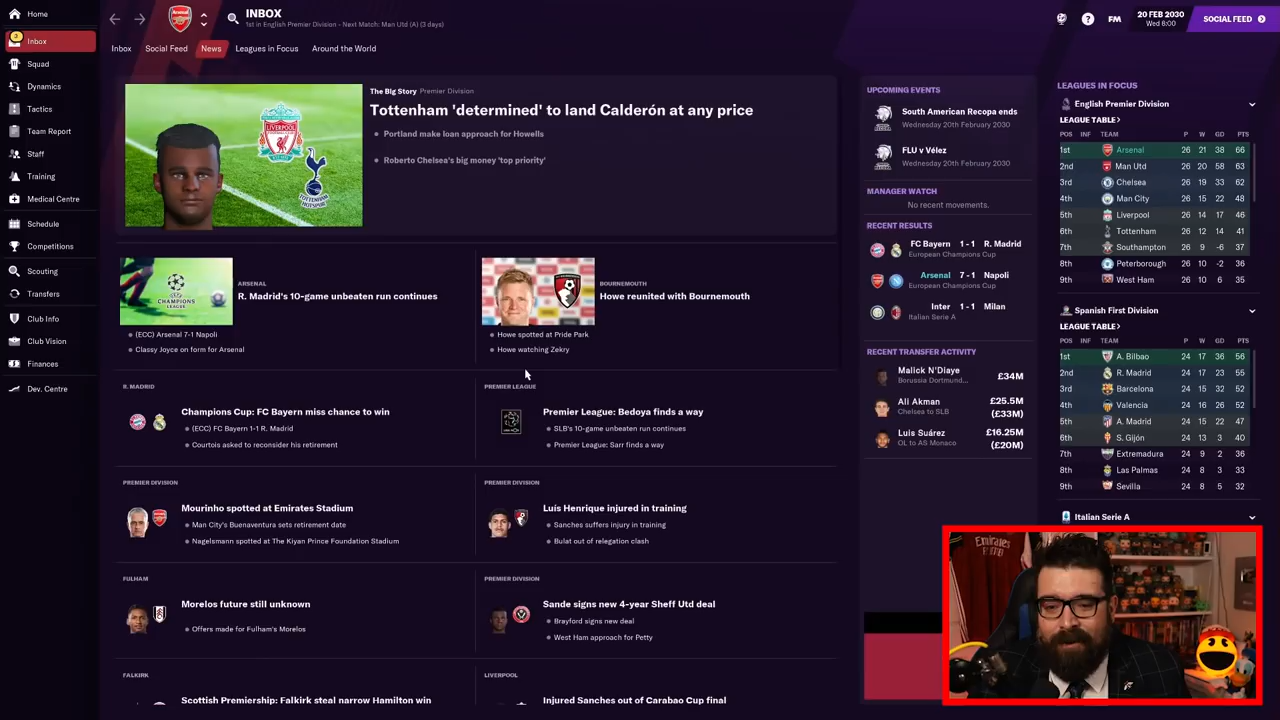 Home
3
Inbox
Squad
Dynamics
Tactics
Team Report
Staff
Training
Medical Centre
Schedule
Competitions
Scouting
Transfers
Club Info
Club Vision
Finances
Dev. Centre
INBOX
1st in English Premier Division - Next Match: Man Utd (A) (3 days)
FM
20 FEB 2030
Wed 8:00
SOCIAL FEED
Inbox Social Feed News Leagues in Focus Around the World
The Big Story Premier Division
Tottenham 'determined' to land Calderón at any price
Portland make loan approach for Howells
Roberto Chelsea's big money 'top priority'
ARSENAL
R. Madrid's 10-game unbeaten run continues
(ECC) Arsenal 7-1 Napoli
Classy Joyce on form for Arsenal
BOURNEMOUTH
Howe reunited with Bournemouth
Howe spotted at Pride Park
Howe watching Zekry
R. MADRID
Champions Cup: FC Bayern miss chance to win
(ECC) FC Bayern 1-1 R. Madrid
Courtois asked to reconsider his retirement
PREMIER LEAGUE
Premier League: Bedoya finds a way
SLB's 10-game unbeaten run continues
Premier League: Sarr finds a way
PREMIER DIVISION
Mourinho spotted at Emirates Stadium
Man City's Buenaventura sets retirement date
Nagelsmann spotted at The Kiyan Prince Foundation Stadium
PREMIER DIVISION
Luís Henrique injured in training
Sanches suffers injury in training
Bulat out of relegation clash
FULHAM
Morelos future still unknown
Offers made for Fulham's Morelos
PREMIER DIVISION
Sande signs new 4-year Sheff Utd deal
Brayford signs new deal
West Ham approach for Petty
FALKIRK
Scottish Premiership: Falkirk steal narrow Hamilton win
LIVERPOOL
Injured Sanches out of Carabao Cup final
UPCOMING EVENTS
South American Recopa ends
Wednesday 20th February 2030
FLU v Vélez
Wednesday 20th February 2030
MANAGER WATCH
No recent movements.
RECENT RESULTS
FC Bayern 1 - 1 R. Madrid
European Champions Cup
Arsenal 7 - 1 Napoli
European Champions Cup
Inter 1 - 1 Milan
Italian Serie A
RECENT TRANSFER ACTIVITY
Malick N'Diaye £34M
Borussia Dortmund...
Ali Akman £25.5M
Chelsea to SLB (£33M)
Luis Suárez £16.25M
OL to AS Monaco (£20M)
LEAGUES IN FOCUS
English Premier Division
LEAGUE TABLE >
POS INF TEAM P W GD PTS
1st Arsenal 26 21 38 66
2nd Man Utd 26 20 58 63
3rd Chelsea 26 19 33 62
4th Man City 26 15 22 48
5th Liverpool 26 14 17 46
6th Tottenham 26 12 14 41
7th Southampton 26 9 -6 37
8th Peterborough 26 10 -2 36
9th West Ham 26 10 6 35
Spanish First Division
LEAGUE TABLE >
POS INF TEAM P W GD PTS
1st A. Bilbao 24 17 36 56
2nd R. Madrid 24 17 23 55
3rd Barcelona 24 15 32 52
4th Valencia 24 16 26 52
5th A. Madrid 24 15 22 47
6th S. Gijón 24 13 3 40
7th Extremadura 24 9 2 36
8th Las Palmas 24 8 3 33
9th Sevilla 24 8 5 32
Italian Serie A